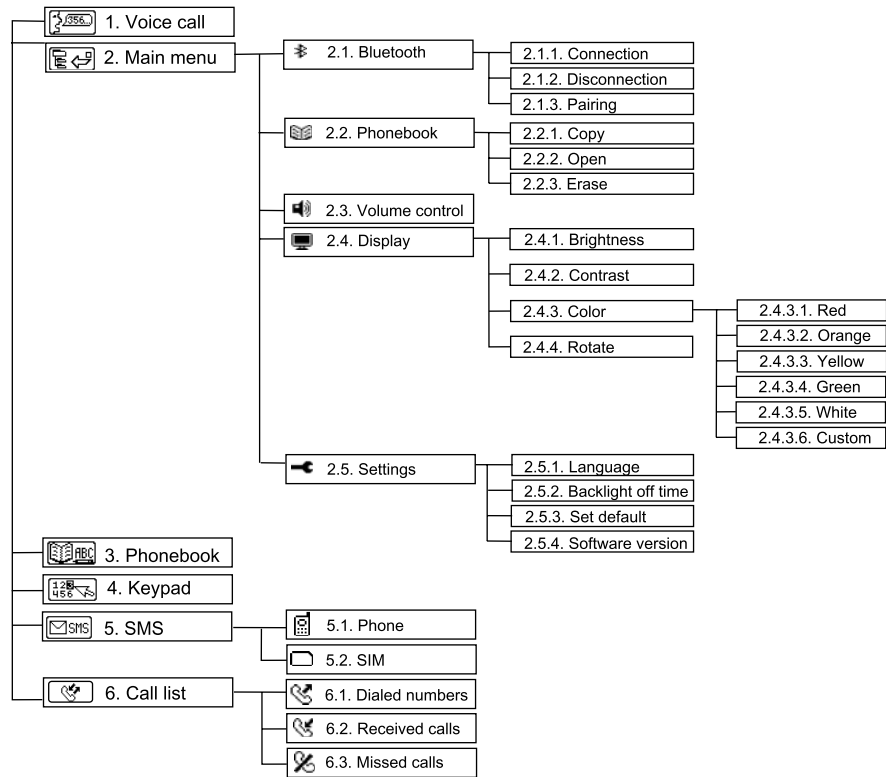 356...
1. Voice call
2. Main menu
2.1. Bluetooth
2.1.1. Connection
2.1.2. Disconnection
2.1.3. Pairing
2.2. Phonebook
2.2.1. Copy
2.2.2. Open
2.2.3. Erase
2.3. Volume control
2.4. Display
2.4.1. Brightness
2.4.2. Contrast
2.4.3. Color
2.4.3.1. Red
2.4.3.2. Orange
2.4.3.3. Yellow
2.4.3.4. Green
2.4.3.5. White
2.4.3.6. Custom
2.4.4. Rotate
2.5. Settings
2.5.1. Language
2.5.2. Backlight off time
2.5.3. Set default
2.5.4. Software version
ABC
3. Phonebook
123
456
4. Keypad
SMS
5. SMS
5.1. Phone
5.2. SIM
6. Call list
6.1. Dialed numbers
6.2. Received calls
6.3. Missed calls